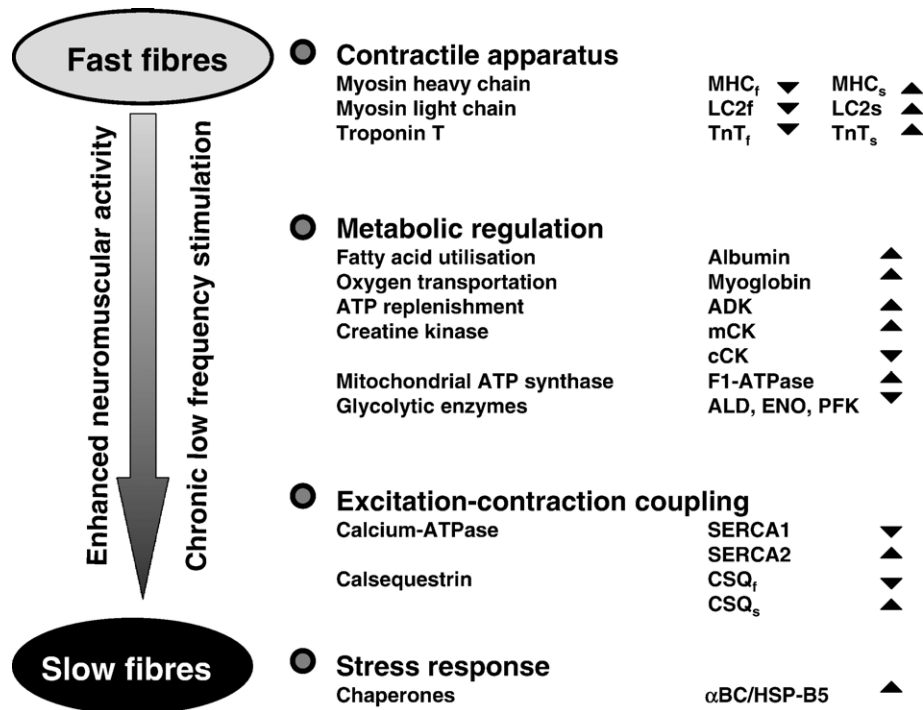 Fast fibres
Enhanced neuromuscular activity
Chronic low frequency stimulation
Slow fibres
Contractile apparatus
Myosin heavy chain MHCf ▼ MHCs ▲
Myosin light chain LC2f ▼ LC2s ▲
Troponin T TnTf ▼ TnTs ▲
Metabolic regulation
Fatty acid utilisation Albumin ▲
Oxygen transportation Myoglobin ▲
ATP replenishment ADK ▲
Creatine kinase mCK ▲
cCK ▼
Mitochondrial ATP synthase F1-ATPase ▲
Glycolytic enzymes ALD, ENO, PFK ▼
Excitation-contraction coupling
Calcium-ATPase SERCA1 ▼
SERCA2 ▲
Calsequestrin CSQf ▼
CSQs ▲
Stress response
Chaperones αBC/HSP-B5 ▲